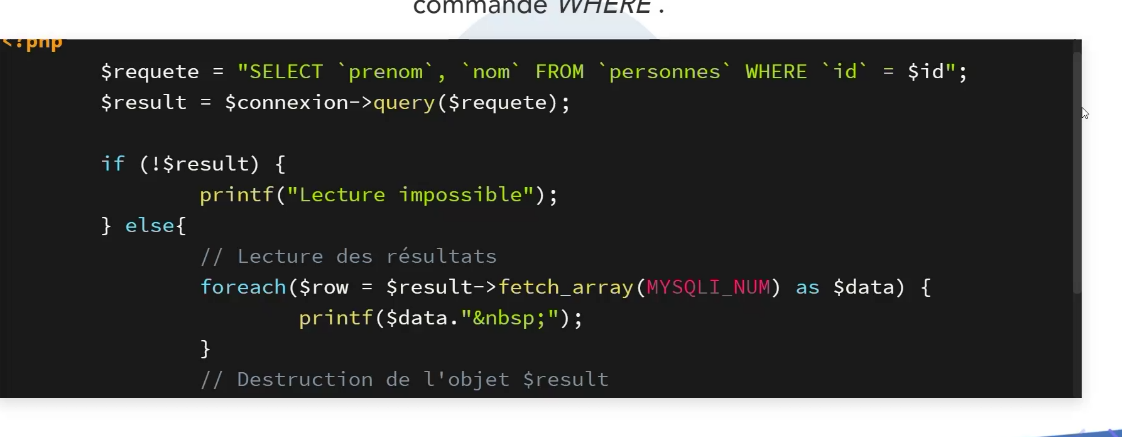 commande WHERE .
<?php
$requete = "SELECT `prenom`, `nom` FROM `personnes` WHERE `id` = $id";
$result = $connexion->query($requete);
if (!$result) {
printf("Lecture impossible");
} else{
// Lecture des résultats
foreach($row = $result->fetch_array(MYSQLI_NUM) as $data) {
printf($data."&nbsp;");
}
// Destruction de l'objet $result